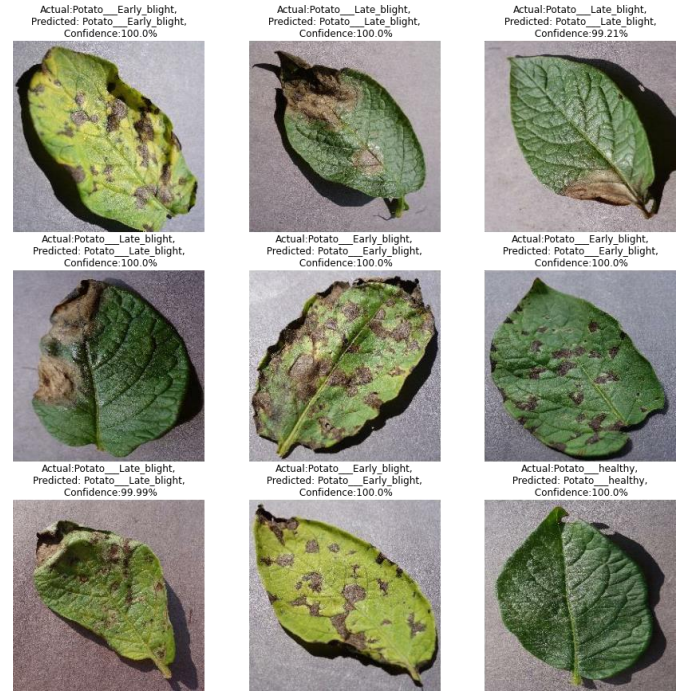 Actual:Potato___Early_blight,
Predicted: Potato___Early_blight,
Confidence:100.0%
Actual:Potato___Late_blight,
Predicted: Potato___Late_blight,
Confidence:100.0%
Actual:Potato___Late_blight,
Predicted: Potato___Late_blight,
Confidence:99.21%
Actual:Potato___Late_blight,
Predicted: Potato___Late_blight,
Confidence:100.0%
Actual:Potato___Early_blight,
Predicted: Potato___Early_blight,
Confidence:100.0%
Actual:Potato___Early_blight,
Predicted: Potato___Early_blight,
Confidence:100.0%
Actual:Potato___Late_blight,
Predicted: Potato___Late_blight,
Confidence:99.99%
Actual:Potato___Early_blight,
Predicted: Potato___Early_blight,
Confidence:100.0%
Actual:Potato___healthy,
Predicted: Potato___healthy,
Confidence:100.0%